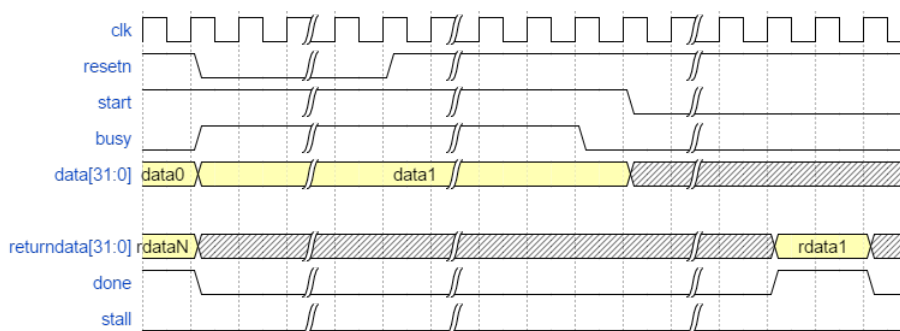 clk
resetn
start
busy
data[31:0] data0 data1
returndata[31:0] rdataN rdata1
done
stall